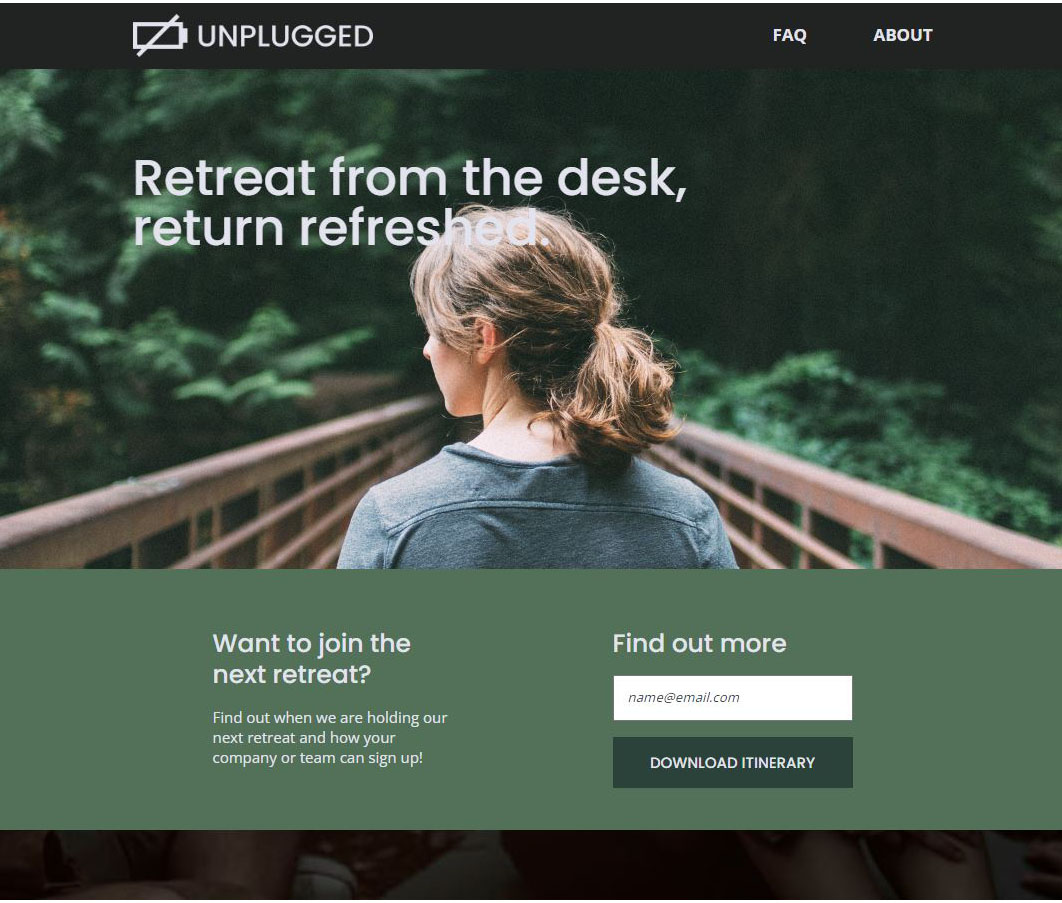 UNPLUGGED
FAQ
ABOUT
Retreat from the desk,
return refreshed.
Want to join the
next retreat?
Find out when we are holding our
next retreat and how your
company or team can sign up!
Find out more
name@email.com
DOWNLOAD ITINERARY